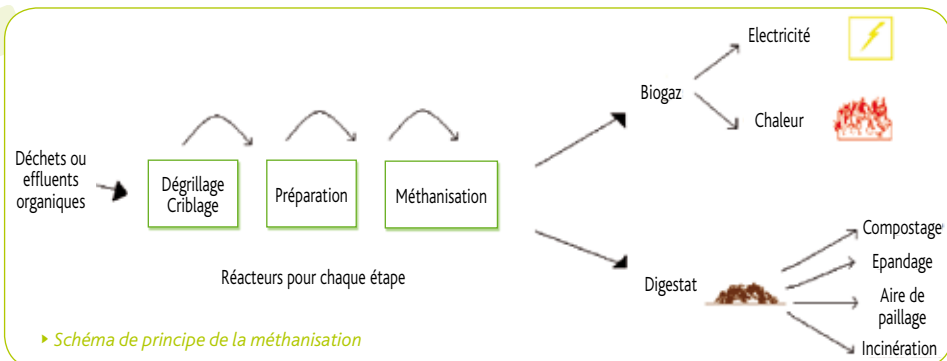 Déchets ou
effluents
organiques
Dégrillage
Criblage
Préparation
Méthanisation
Réacteurs pour chaque étape
Biogaz
Electricité
Chaleur
Digestat
Compostage
Epandage
Aire de
paillage
Incinération
Schéma de principe de la méthanisation